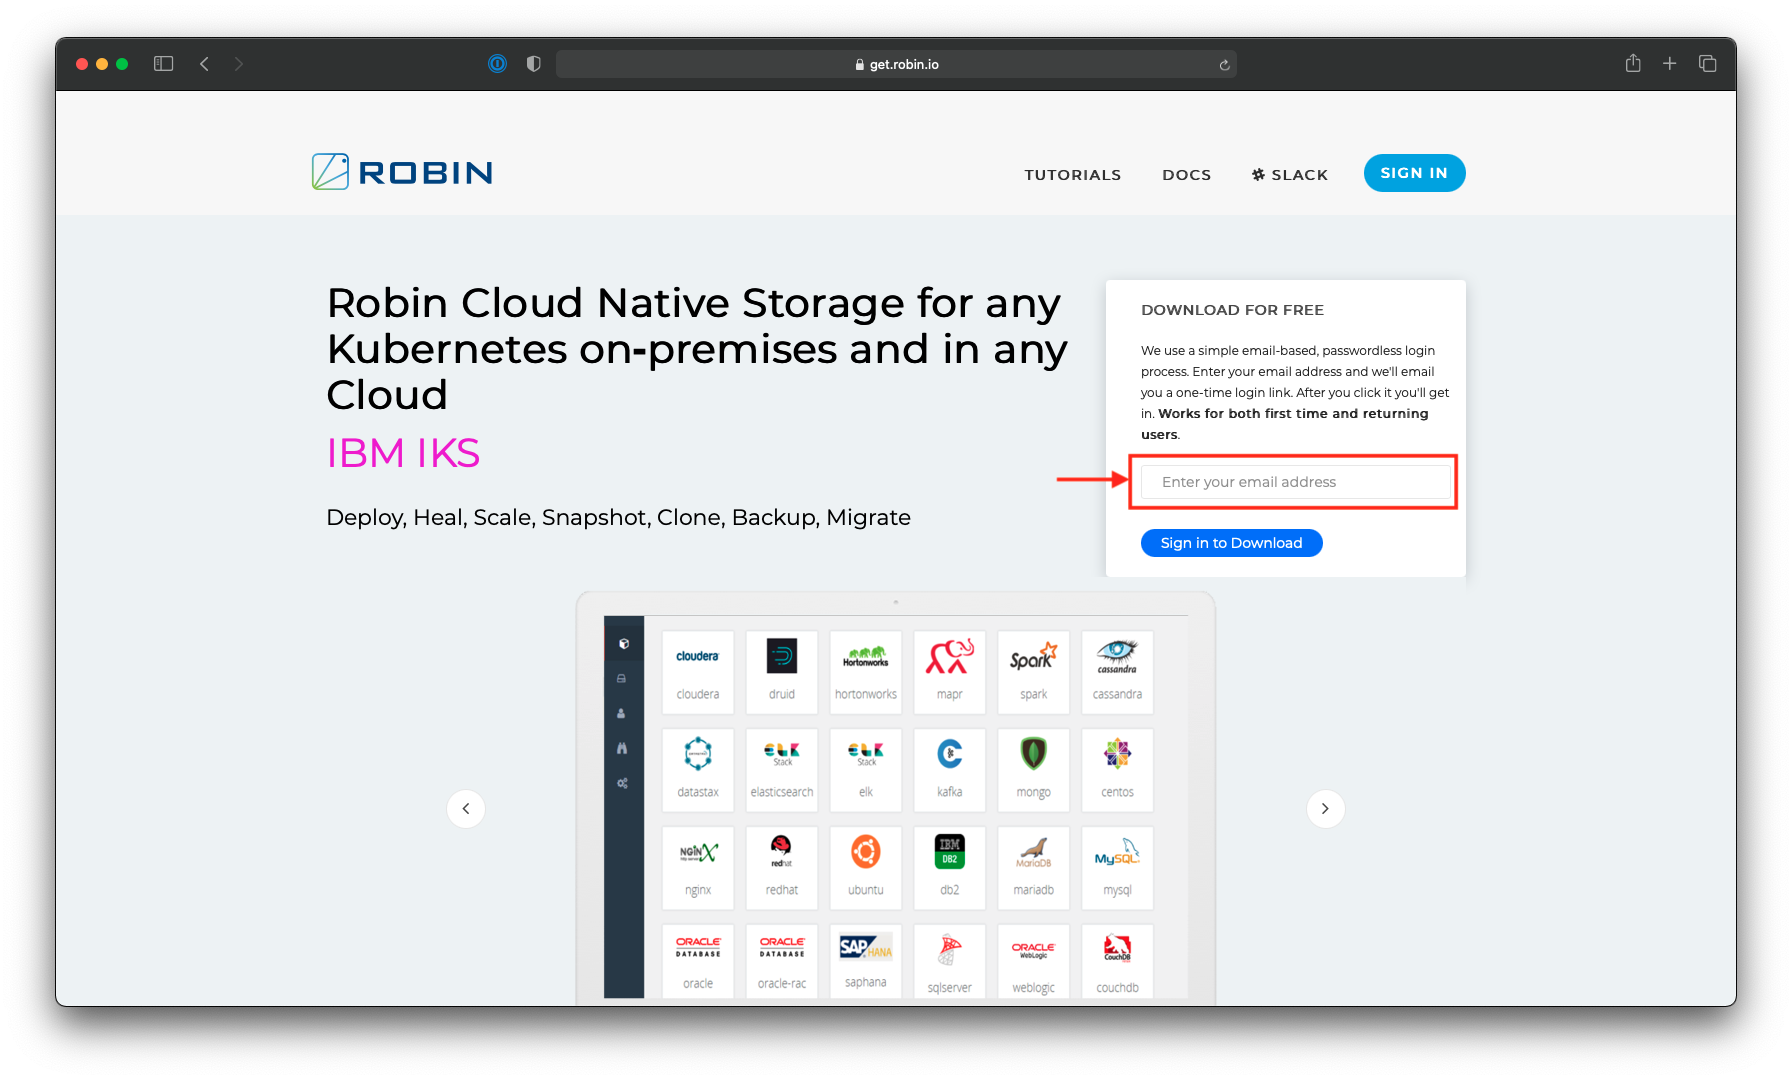 get.robin.io
ROBIN
TUTORIALS
DOCS
SLACK
SIGN IN
Robin Cloud Native Storage for any
Kubernetes on-premises and in any
Cloud
IBM IKS
Deploy, Heal, Scale, Snapshot, Clone, Backup, Migrate
DOWNLOAD FOR FREE
We use a simple email-based, passwordless login
process. Enter your email address and we'll email
you a one-time login link. After you click it you'll get
in. Works for both first time and returning
users.
Enter your email address
Sign in to Download
cloudera
cloudera
druid
Hortonworks
hortonworks
mapr
Spark
spark
cassandra
cassandra
datastax
Stack
elasticsearch
Stack
elk
kafka
mongo
centos
NGINX
nginx
redhat
redhat
ubuntu
IBM
DB2
db2
MariaDB
mariadb
MySQL
mysql
ORACLE
DATABASE
oracle
ORACLE
DATABASE
oracle-rac
SAP HANA
saphana
sqlserver
ORACLE
WebLogic
weblogic
CouchDB
couchdb